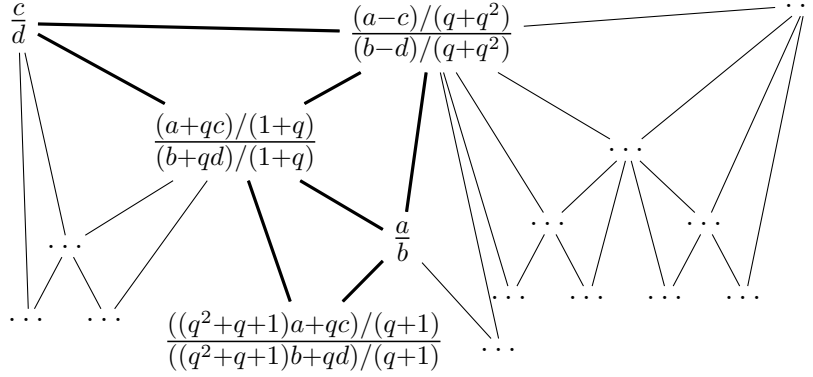 c/d
((a−c)/(q+q²))/((b−d)/(q+q²))
· ·
((a+qc)/(1+q))/((b+qd)/(1+q))
· · ·
· · ·
· · ·
a/b
· · ·
· · ·
· · ·
· · ·
· · ·
· · ·
· · ·
(((q²+q+1)a+qc)/(q+1))/(((q²+q+1)b+qd)/(q+1))
· · ·